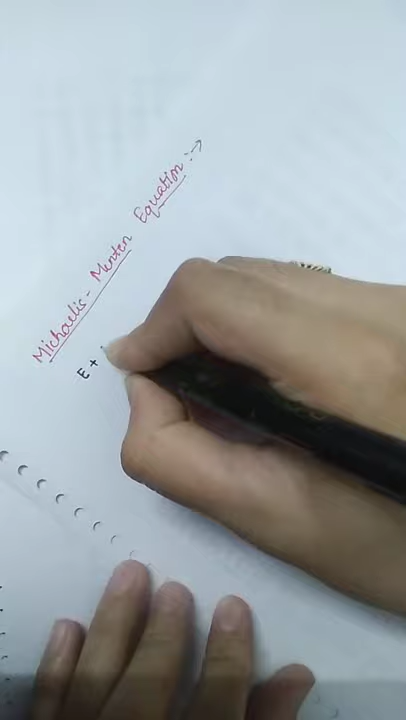 Michaelis - Menten Equation :→
E +